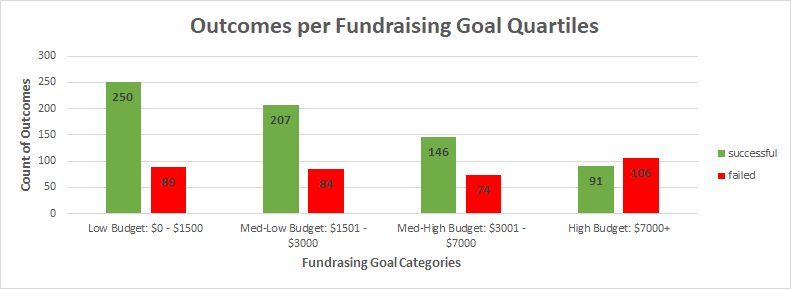 Outcomes per Fundraising Goal Quartiles
300
250
200
150
100
50
0
Count of Outcomes
250
89
207
84
146
74
91
106
Low Budget: $0 - $1500
Med-Low Budget: $1501 -
$3000
Med-High Budget: $3001 -
$7000
High Budget: $7000+
Fundrasing Goal Categories
successful
failed